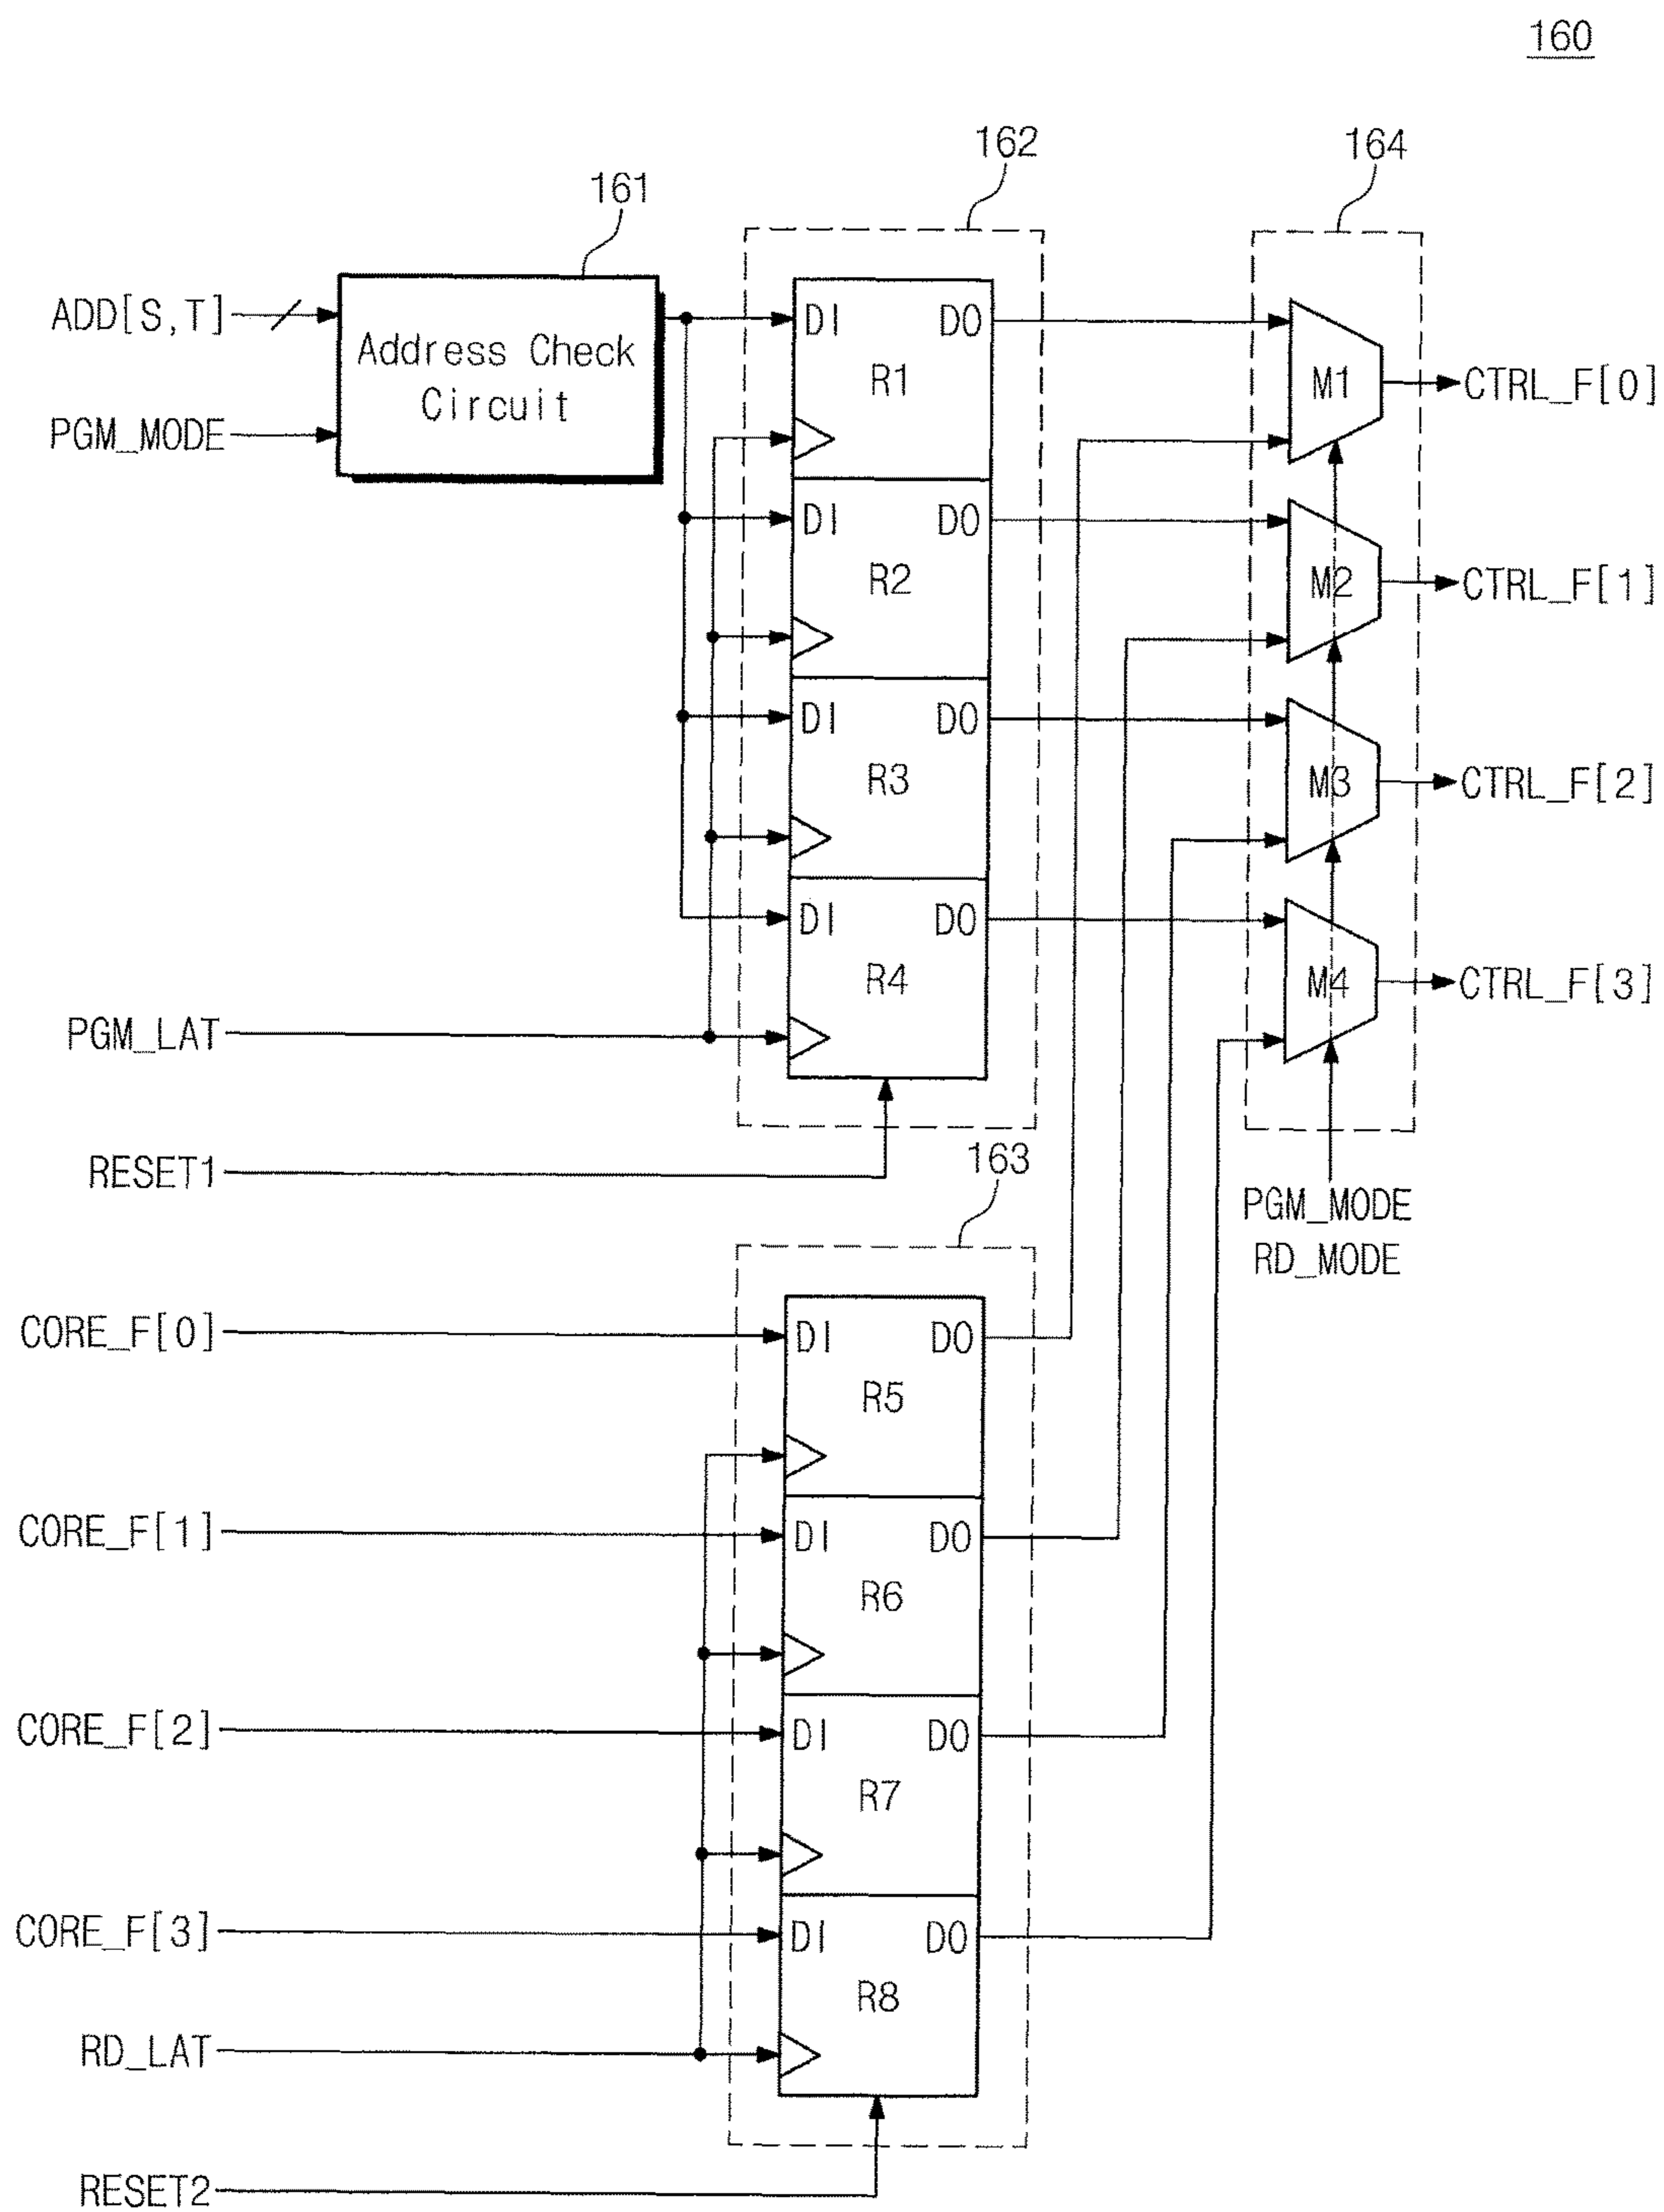 160
162
164
161
ADD[S,T]
PGM_MODE
Address Check
Circuit
DI
DO
R1
M1
CTRL_F[0]
DI
DO
R2
M2
CTRL_F[1]
DI
DO
R3
M3
CTRL_F[2]
DI
DO
R4
M4
CTRL_F[3]
PGM_LAT
RESET1
163
PGM_MODE
RD_MODE
CORE_F[0]
DI
DO
R5
CORE_F[1]
DI
DO
R6
CORE_F[2]
DI
DO
R7
CORE_F[3]
DI
DO
R8
RD_LAT
RESET2